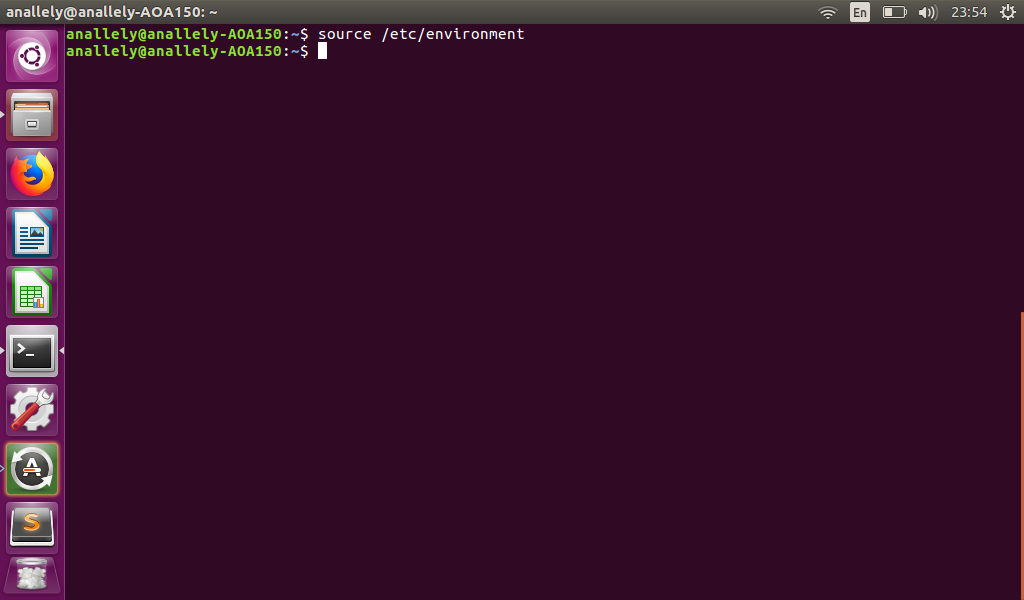 anallely@anallely-AOA150: ~
En
23:54
anallely@anallely-AOA150:~$ source /etc/environment
anallely@anallely-AOA150:~$
>_
A
S